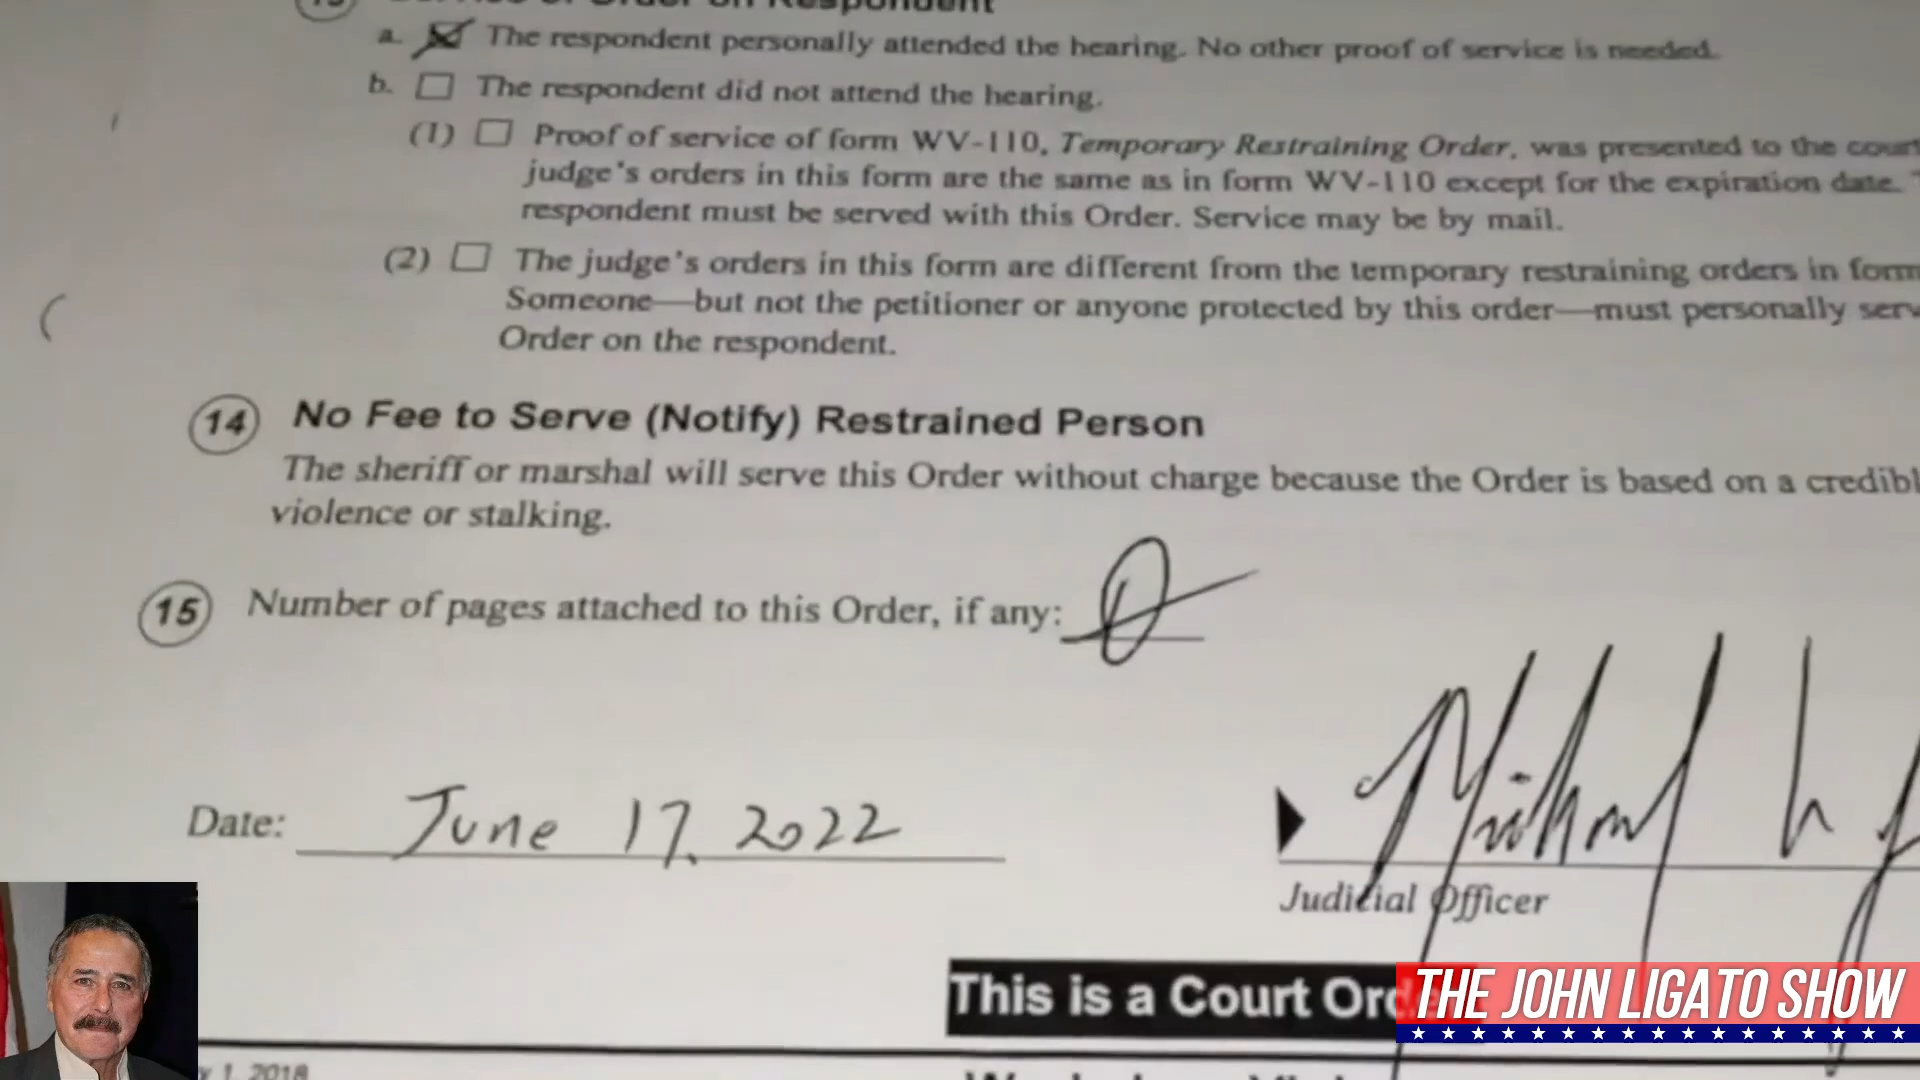 a. The respondent personally attended the hearing. No other proof of service is needed.
b. The respondent did not attend the hearing.
(1) Proof of service of form WV-110, Temporary Restraining Order, was presented to the court
judge's orders in this form are the same as in form WV-110 except for the expiration date.
respondent must be served with this Order. Service may be by mail.
(2) The judge's orders in this form are different from the temporary restraining orders in form
Someone—but not the petitioner or anyone protected by this order—must personally
Order on the respondent.
14 No Fee to Serve (Notify) Restrained Person
The sheriff or marshal will serve this Order without charge because the Order is based on a
violence or stalking.
15 Number of pages attached to this Order, if any: 0
Date: June 17, 2022
Judicial Officer
This is a Court
THE JOHN LIGATO SHOW
1, 2018